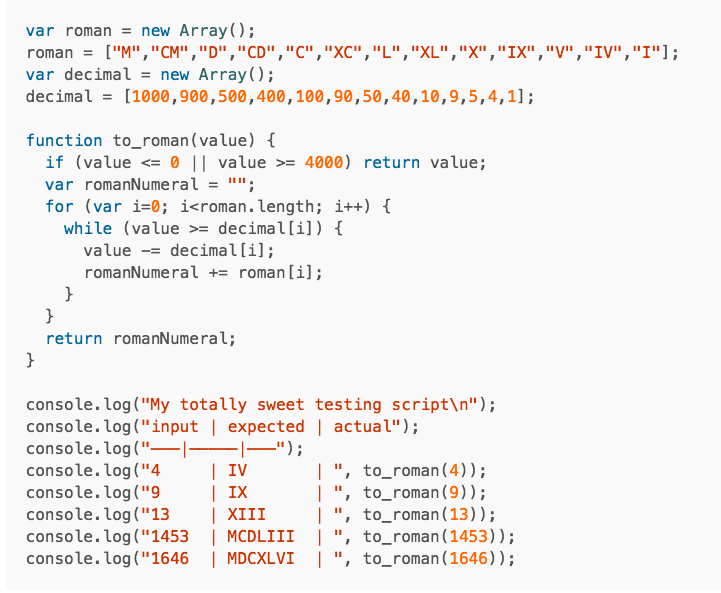 var roman = new Array();
roman = ["M","CM","D","CD","C","XC","L","XL","X","IX","V","IV","I"];
var decimal = new Array();
decimal = [1000,900,500,400,100,90,50,40,10,9,5,4,1];

function to_roman(value) {
  if (value <= 0 || value >= 4000) return value;
  var romanNumeral = "";
  for (var i=0; i<roman.length; i++) {
    while (value >= decimal[i]) {
      value -= decimal[i];
      romanNumeral += roman[i];
    }
  }
  return romanNumeral;
}

console.log("My totally sweet testing script\n");
console.log("input | expected | actual");
console.log("———|—————|———");
console.log("4     | IV       | ", to_roman(4));
console.log("9     | IX       | ", to_roman(9));
console.log("13    | XIII     | ", to_roman(13));
console.log("1453  | MCDLIII  | ", to_roman(1453));
console.log("1646  | MDCXLVI  | ", to_roman(1646));